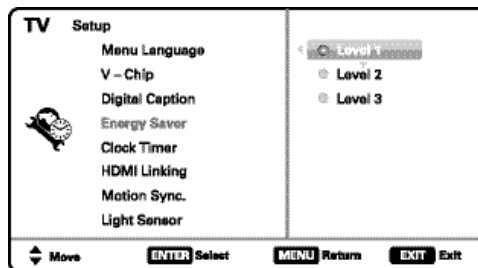 TV Setup
Menu Language
V - Chip
Digital Caption
Energy Saver
Clock Timer
HDMI Linking
Motion Sync.
Light Sensor
Level 1
Level 2
Level 3
Move ENTER Select MENU Return EXIT Exit